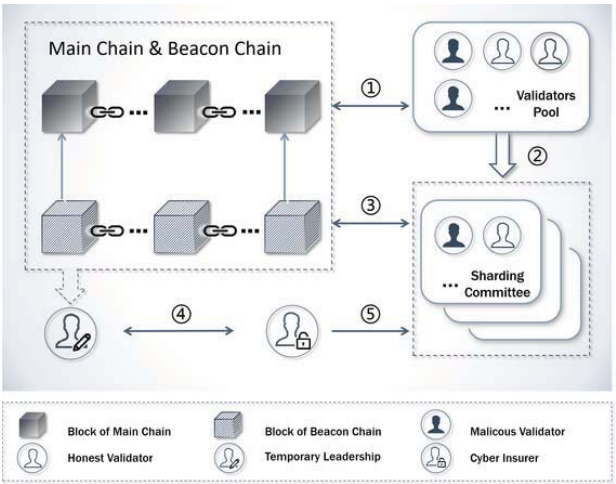 Main Chain & Beacon Chain
...
...
...
...
①
... Validators
Pool
②
③
... Sharding
Committee
④
⑤
Block of Main Chain
Block of Beacon Chain
Malicous Validator
Honest Validator
Temporary Leadership
Cyber Insurer